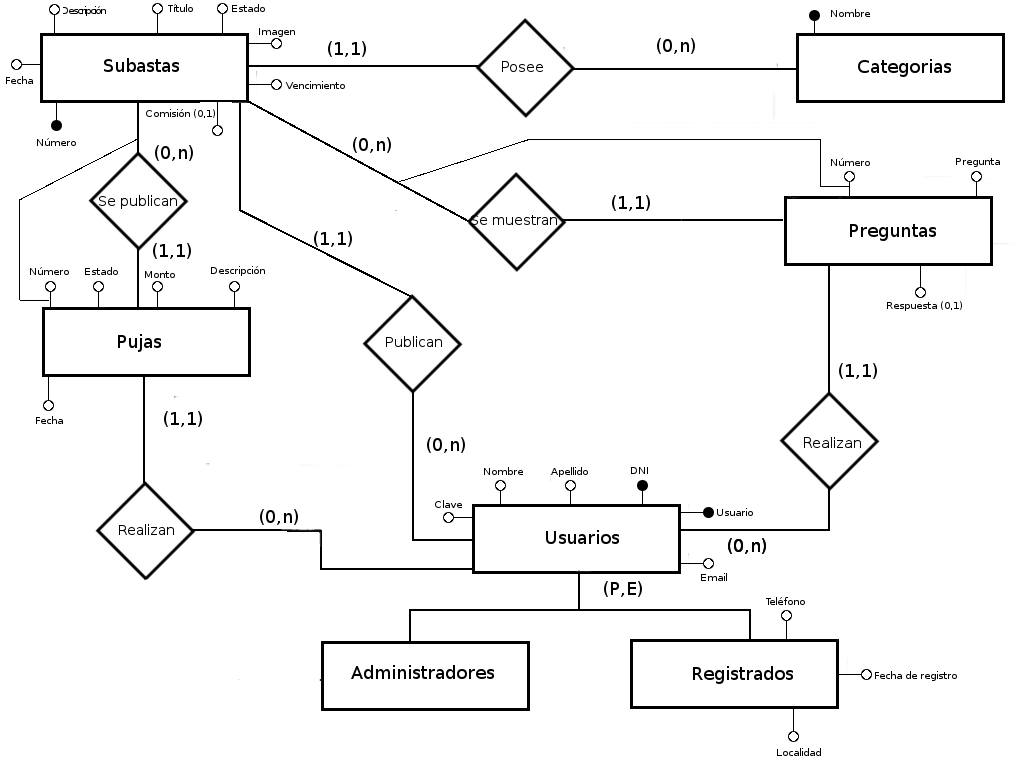 Descripción
Título
Estado
Imagen
Nombre
(1,1)
(0,n)
Subastas
Posee
Categorias
Fecha
Vencimiento
Comisión (0,1)
Número
(0,n)
(0,n)
Número
Pregunta
Se publican
Se muestran
(1,1)
Preguntas
(1,1)
(1,1)
Número
Estado
Monto
Descripción
Respuesta (0,1)
Pujas
Publican
(1,1)
Fecha
(1,1)
(0,n)
Realizan
Nombre
Apellido
DNI
Clave
Usuario
(0,n)
Realizan
Usuarios
(0,n)
Email
(P,E)
Teléfono
Administradores
Registrados
Fecha de registro
Localidad